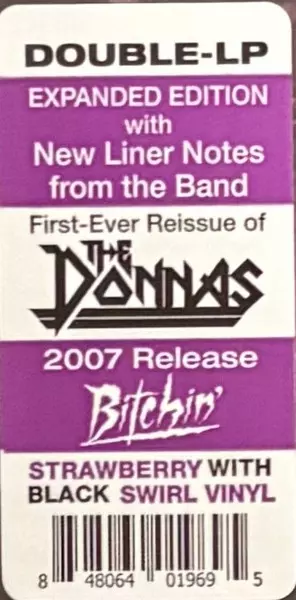 DOUBLE-LP
EXPANDED EDITION
with
New Liner Notes
from the Band
First-Ever Reissue of
THE
DONNAS
2007 Release
Bitchin'
STRAWBERRY WITH
BLACK SWIRL VINYL
8 48064 01969 5